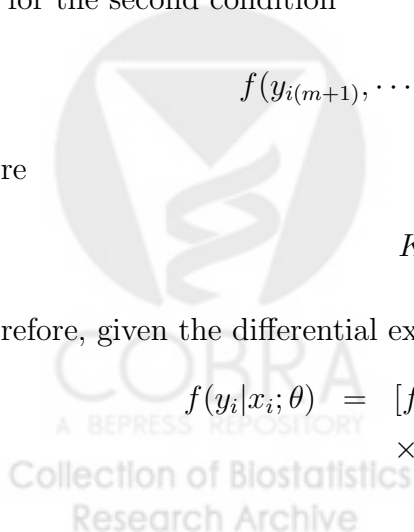 for the second condition
f(y_{i(m+1)}, ⋯
re
K
refore, given the differential ex
f(y_i|x_i; θ) = [f
×
COBRA
A BEPRESS REPOSITORY
Collection of Biostatistics
Research Archive